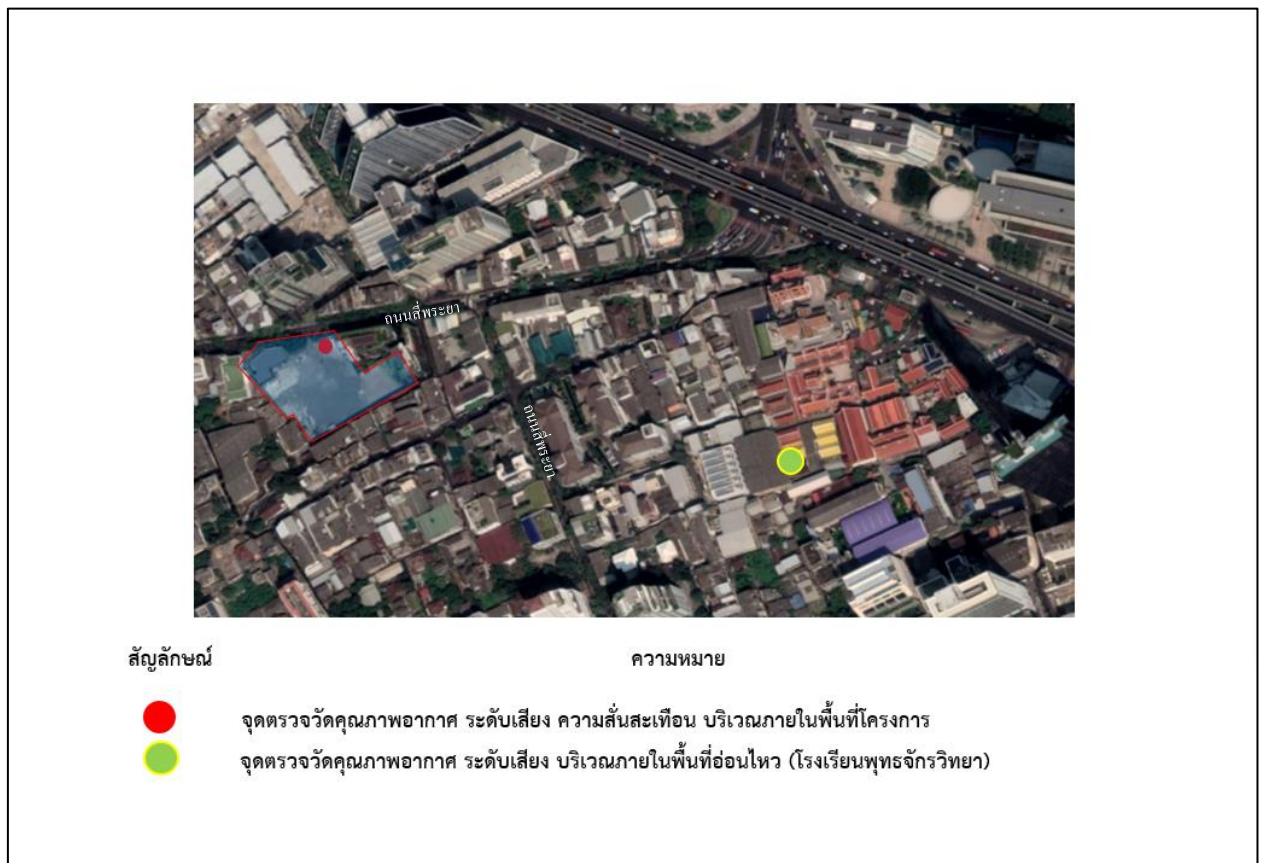 ถนนสี่พระยา
ถนนสี่พระยา
สัญลักษณ์ ความหมาย
จุดตรวจวัดคุณภาพอากาศ ระดับเสียง ความสั่นสะเทือน บริเวณภายในพื้นที่โครงการ
จุดตรวจวัดคุณภาพอากาศ ระดับเสียง บริเวณภายในพื้นที่อ่อนไหว (โรงเรียนพุทธจักรวิทยา)